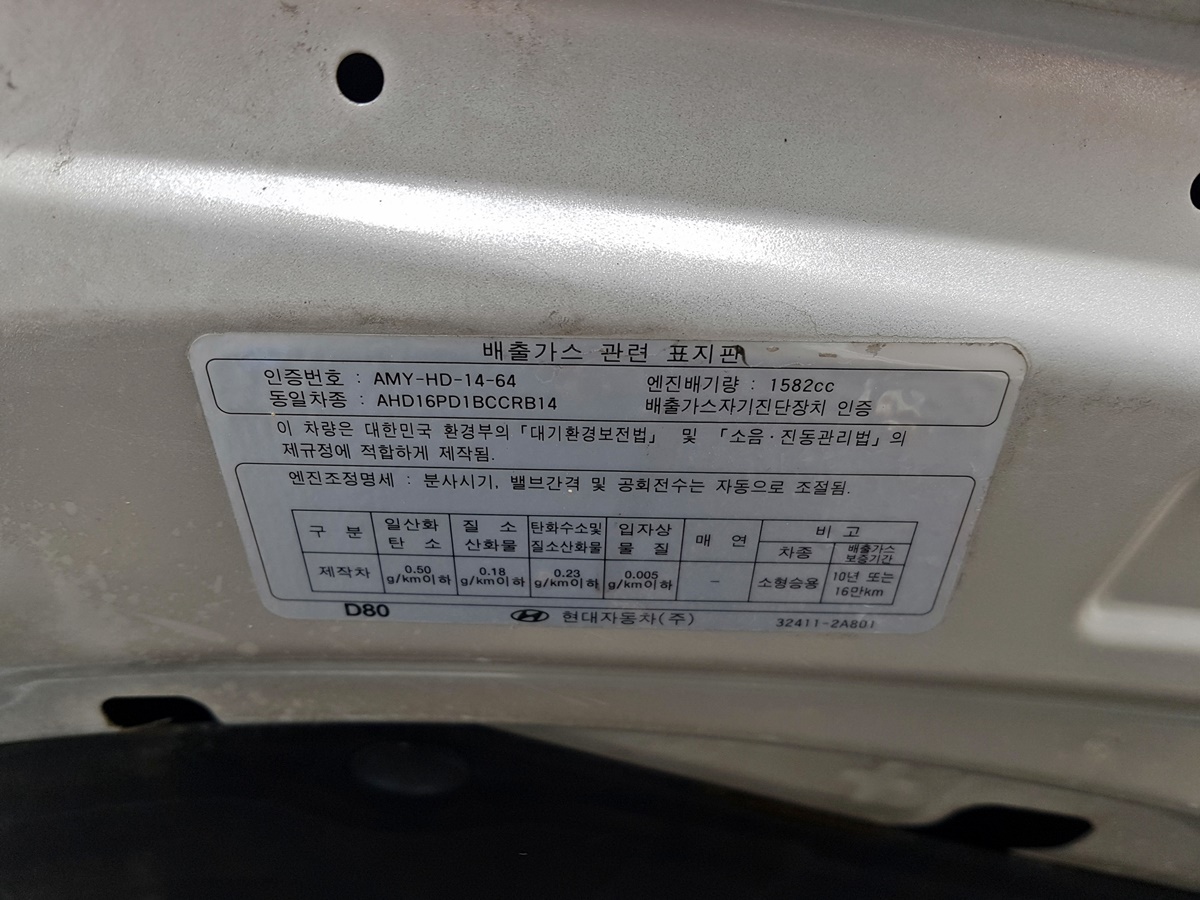 배출가스 관련 표지판
인증번호 : AMY-HD-14-64 엔진배기량 : 1582cc
동일차종 : AHD16PD1BCCRB14 배출가스자기진단장치 인증
이 차량은 대한민국 환경부의 「대기환경보전법」 및 「소음·진동관리법」의
제규정에 적합하게 제작됨.
엔진조정명세 : 분사시기, 밸브간격 및 공회전수는 자동으로 조절됨.
구 분 일산화 탄 소 질 소 산화물 탄화수소및 질소산화물 입자상 물 질 매 연 비 고
차종 배출가스 보증기간
제작차 0.50 g/km이하 0.18 g/km이하 0.23 g/km이하 0.005 g/km이하 - 소형승용 10년 또는 16만km
D80 현대자동차(주) 32411-2A801